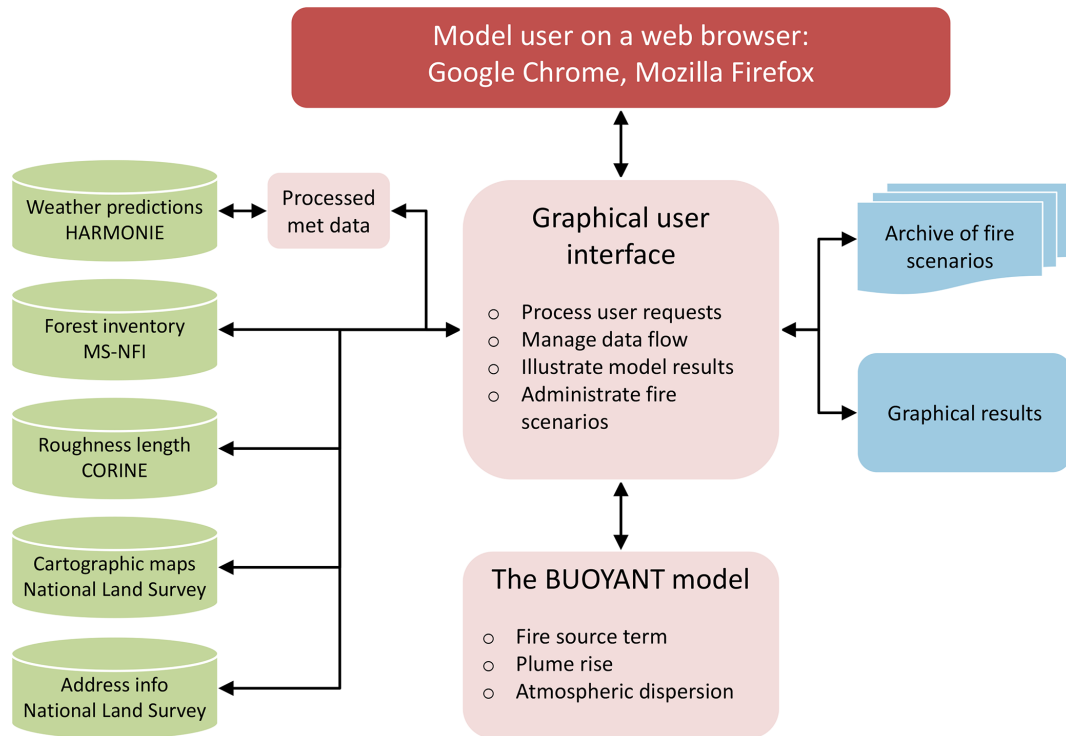 Model user on a web browser:
Google Chrome, Mozilla Firefox
Weather predictions
HARMONIE
Processed
met data
Forest inventory
MS-NFI
Roughness length
CORINE
Cartographic maps
National Land Survey
Address info
National Land Survey
Graphical user
interface
o Process user requests
o Manage data flow
o Illustrate model results
o Administrate fire
scenarios
The BUOYANT model
o Fire source term
o Plume rise
o Atmospheric dispersion
Archive of fire
scenarios
Graphical results